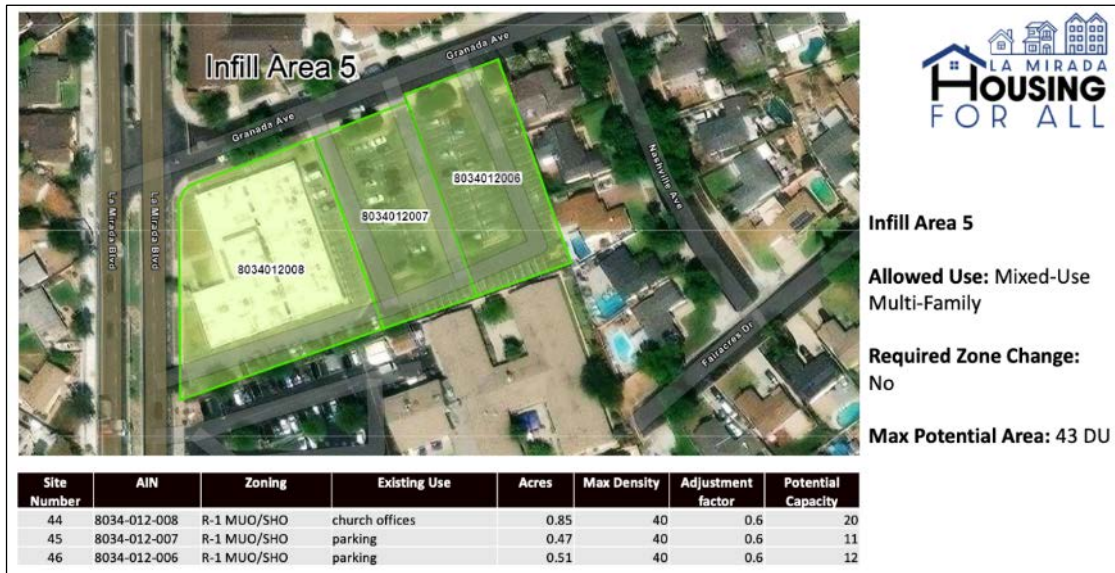 Infill Area 5
Granada Ave
Granada Ave
La Mirada Blvd
La Mirada Blvd
Nashville Ave
Fairacres Dr
8034012008
8034012007
8034012006
LA MIRADA
HOUSING
FOR ALL
Infill Area 5
Allowed Use: Mixed-Use
Multi-Family
Required Zone Change:
No
Max Potential Area: 43 DU
Site Number AIN Zoning Existing Use Acres Max Density Adjustment factor Potential Capacity
44 8034-012-008 R-1 MUO/SHO church offices 0.85 40 0.6 20
45 8034-012-007 R-1 MUO/SHO parking 0.47 40 0.6 11
46 8034-012-006 R-1 MUO/SHO parking 0.51 40 0.6 12